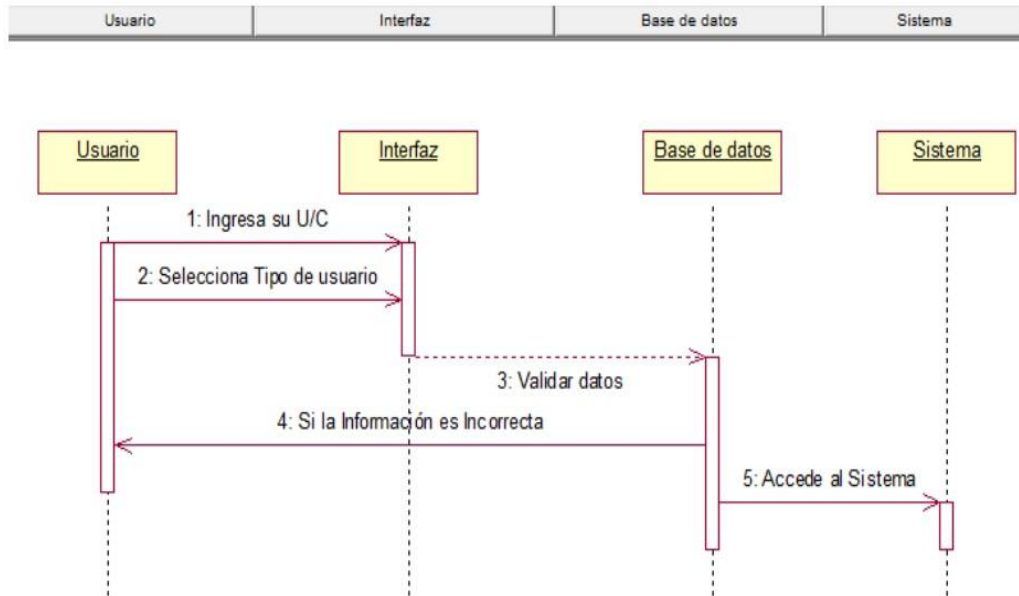 Usuario
Interfaz
Base de datos
Sistema
Usuario
Interfaz
Base de datos
Sistema
1: Ingresa su U/C
2: Selecciona Tipo de usuario
3: Validar datos
4: Si la Información es Incorrecta
5: Accede al Sistema